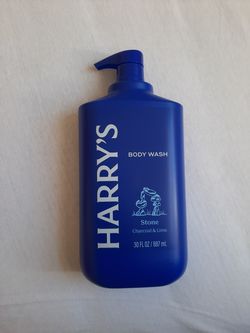 HARRY'S
BODY WASH
Stone
Charcoal & Lime
30 FL OZ / 887 mL